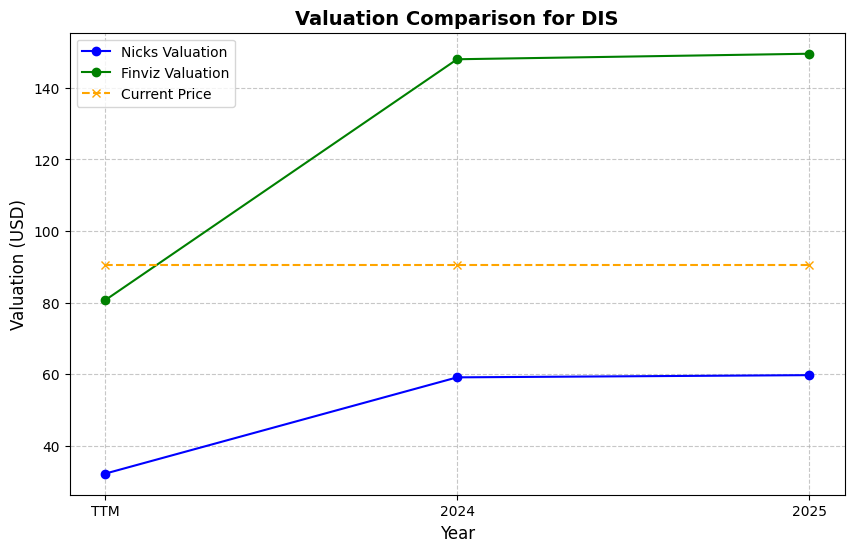 Valuation Comparison for DIS
Nicks Valuation
Finviz Valuation
Current Price
Valuation (USD)
140
120
100
80
60
40
TTM
2024
2025
Year